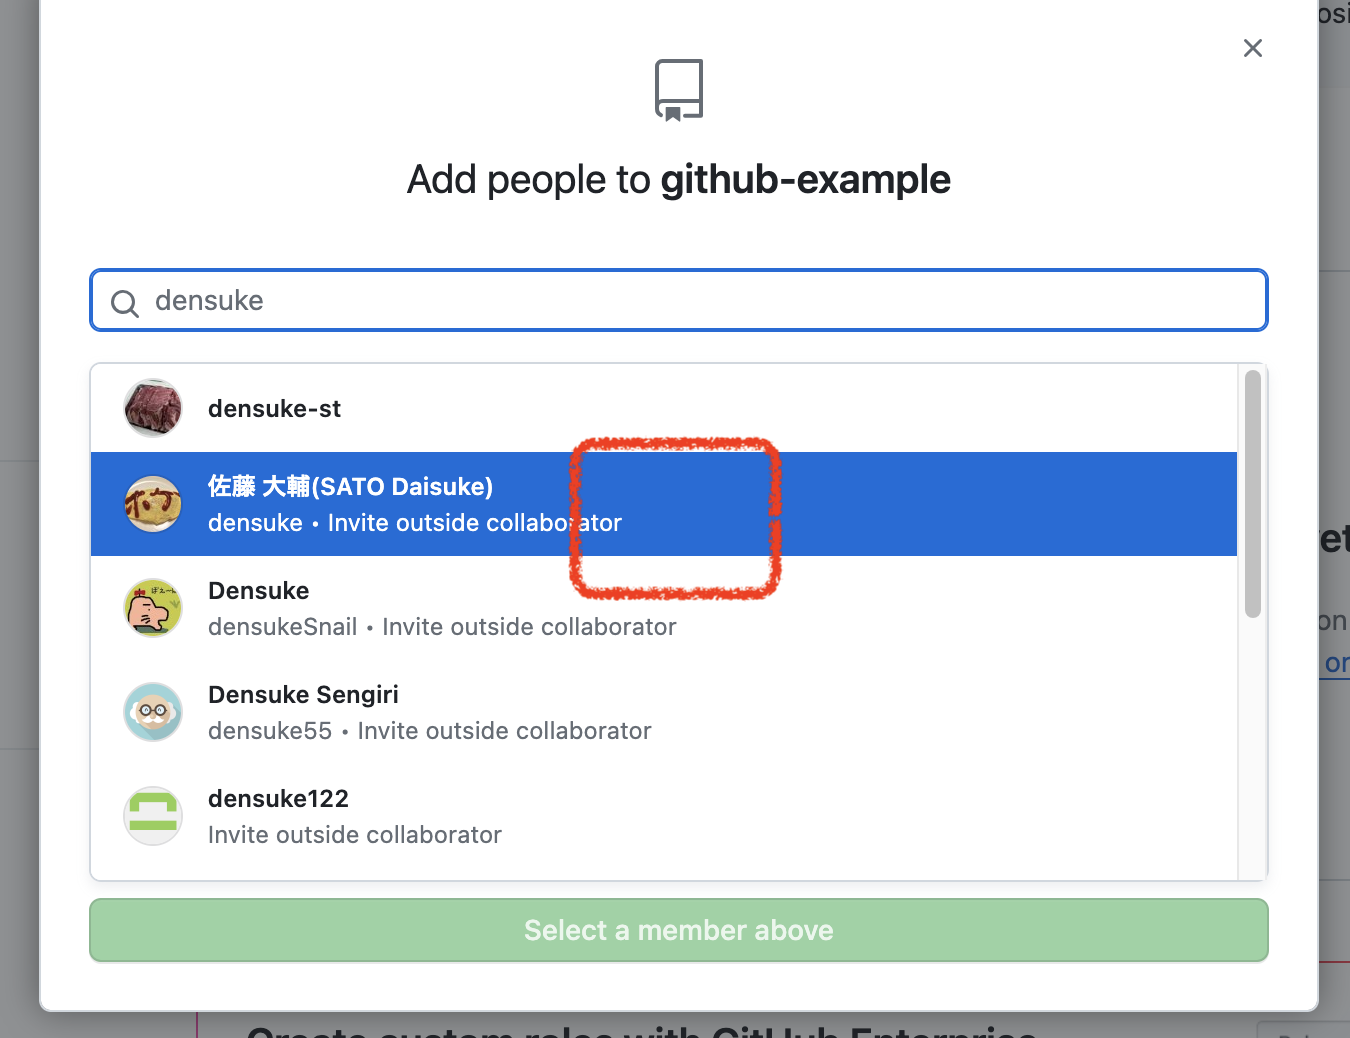 Add people to github-example
densuke
densuke-st
佐藤 大輔(SATO Daisuke)
densuke • Invite outside collaborator
Densuke
densukeSnail • Invite outside collaborator
Densuke Sengiri
densuke55 • Invite outside collaborator
densuke122
Invite outside collaborator
Select a member above
Create custom roles with GitHub Enterprise
on
or